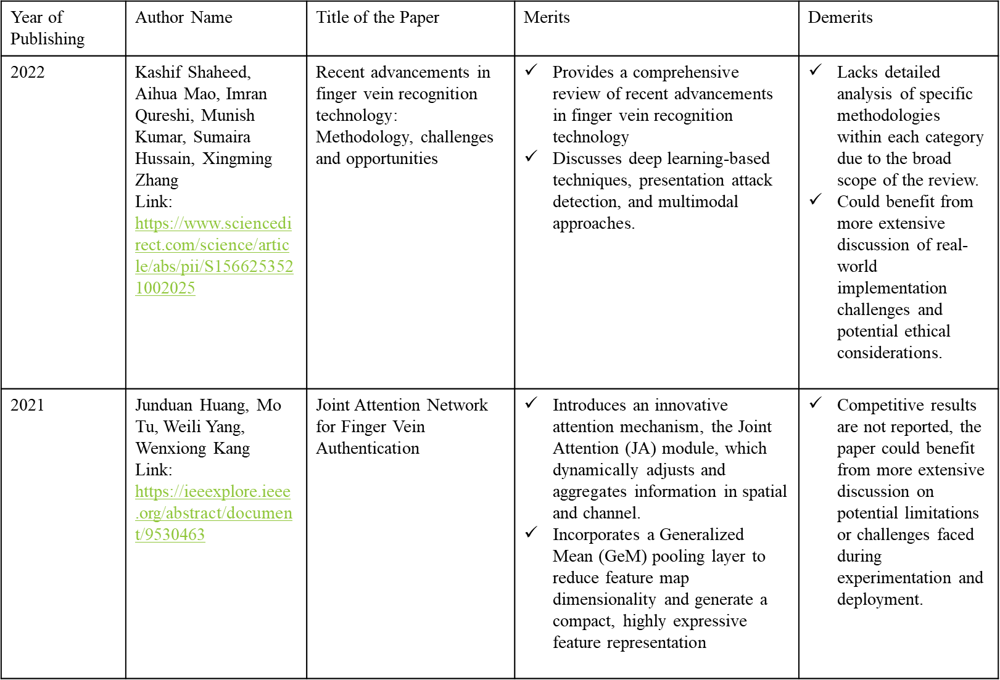 Year of
Publishing
Author Name
Title of the Paper
Merits
Demerits
2022
Kashif Shaheed,
Aihua Mao, Imran
Qureshi, Munish
Kumar, Sumaira
Hussain, Xingming
Zhang
Link:
https://www.sciencedi
rect.com/science/artic
le/abs/pii/S156625352
1002025
Recent advancements in
finger vein recognition
technology:
Methodology, challenges
and opportunities
✓ Provides a comprehensive
review of recent advancements
in finger vein recognition
technology
✓ Discusses deep learning-based
techniques, presentation attack
detection, and multimodal
approaches.
✓ Lacks detailed
analysis of specific
methodologies
within each category
due to the broad
scope of the review.
✓ Could benefit from
more extensive
discussion of real-
world
implementation
challenges and
potential ethical
considerations.
2021
Junduan Huang, Mo
Tu, Weili Yang,
Wenxiong Kang
Link:
https://ieeexplore.ieee
.org/abstract/documen
t/9530463
Joint Attention Network
for Finger Vein
Authentication
✓ Introduces an innovative
attention mechanism, the Joint
Attention (JA) module, which
dynamically adjusts and
aggregates information in spatial
and channel.
✓ Incorporates a Generalized
Mean (GeM) pooling layer to
reduce feature map
dimensionality and generate a
compact, highly expressive
feature representation
✓ Competitive results
are not reported, the
paper could benefit
from more extensive
discussion on
potential limitations
or challenges faced
during
experimentation and
deployment.